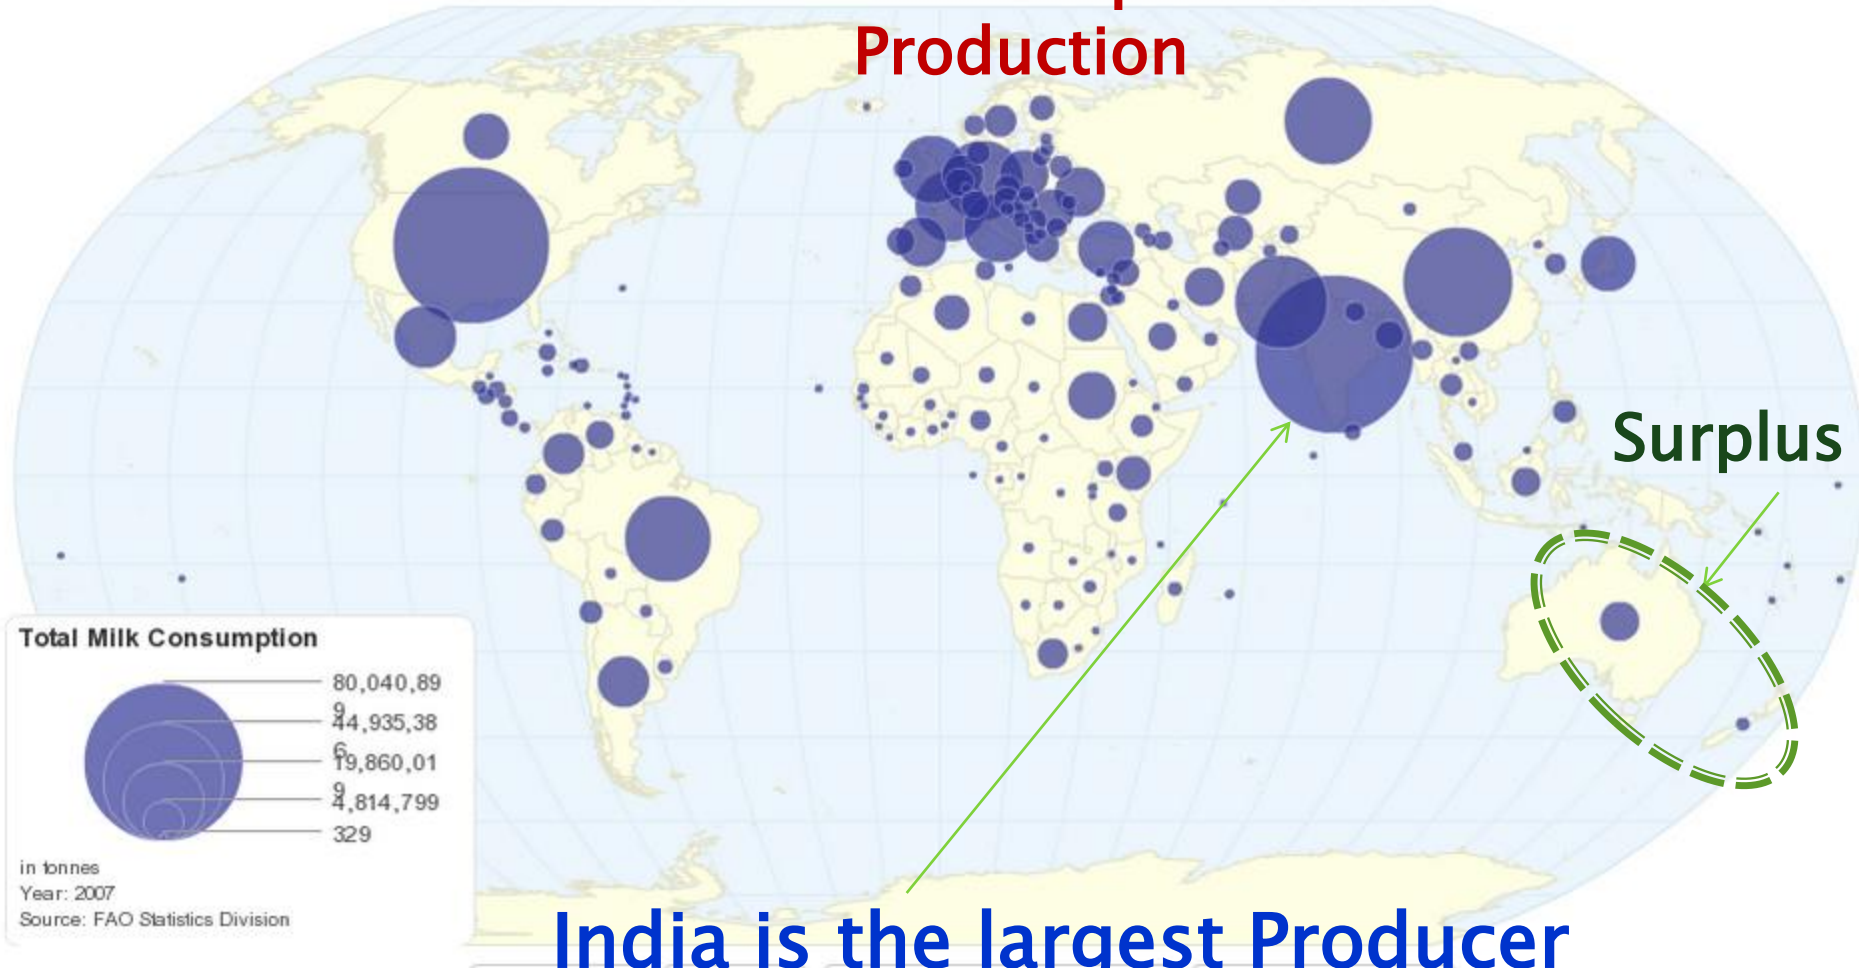 Production
Surplus
Total Milk Consumption
80,040,89
9
44,935,38
6
19,860,01
9
4,814,799
329
in tonnes
Year: 2007
Source: FAO Statistics Division
India is the largest Producer